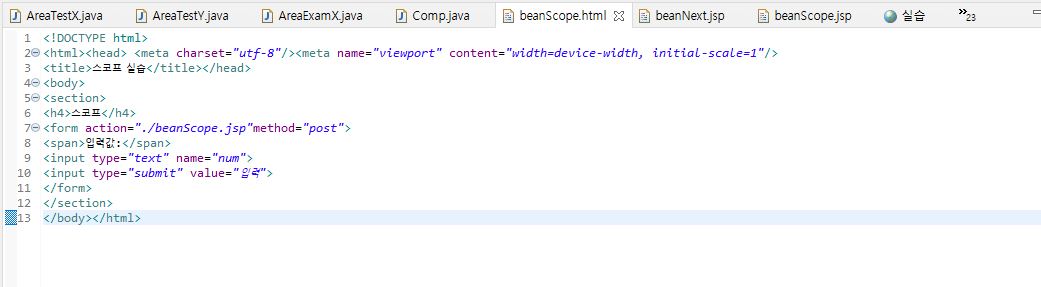 AreaTestX.java AreaTestY.java AreaExamX.java Comp.java beanScope.html beanNext.jsp beanScope.jsp 실습 »23
1 <!DOCTYPE html>
2 <html><head> <meta charset="utf-8"/><meta name="viewport" content="width=device-width, initial-scale=1"/>
3 <title>스코프 실습</title></head>
4 <body>
5 <section>
6 <h4>스코프</h4>
7 <form action="./beanScope.jsp"method="post">
8 <span>입력값:</span>
9 <input type="text" name="num">
10 <input type="submit" value="입력">
11 </form>
12 </section>
13 </body></html>